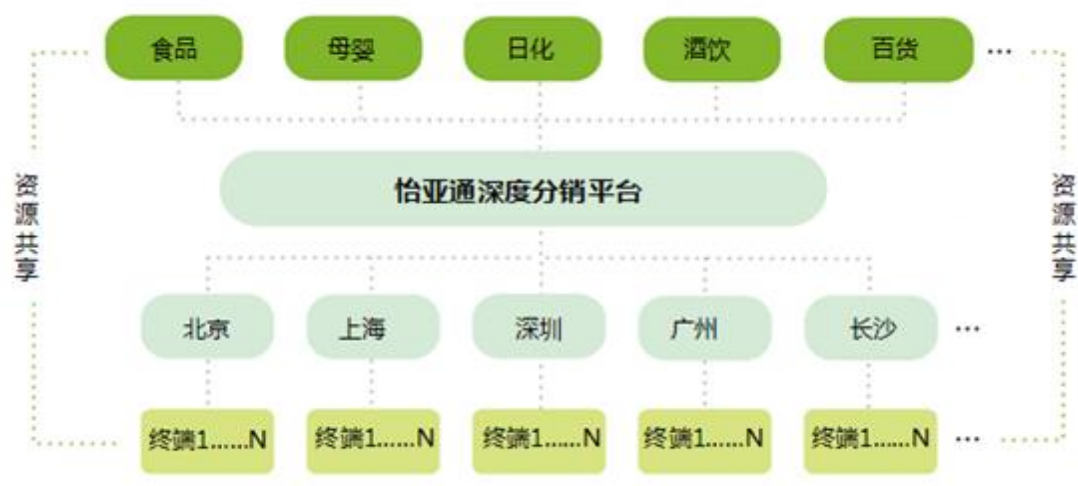 食品
母婴
日化
酒饮
百货
...
资源共享
资源共享
怡亚通深度分销平台
北京
上海
深圳
广州
长沙
...
终端1......N
终端1......N
终端1......N
终端1......N
终端1......N
...